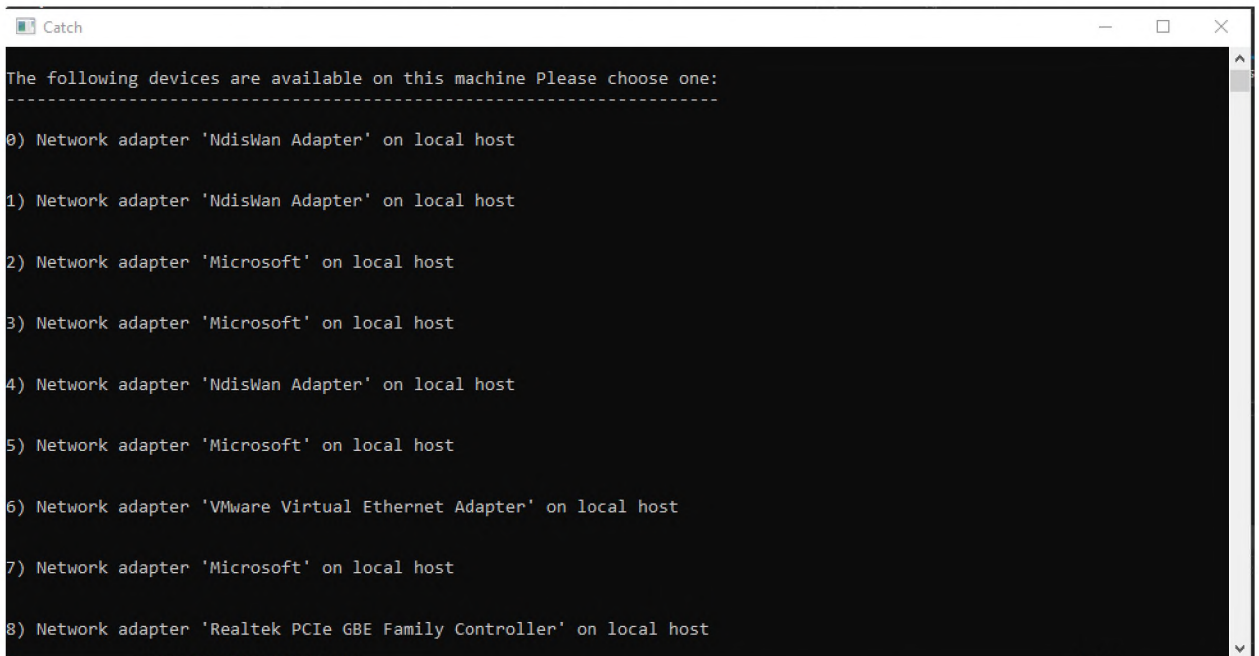 Catch
The following devices are available on this machine Please choose one:
----------------------------------------------------------------------
0) Network adapter 'NdisWan Adapter' on local host
1) Network adapter 'NdisWan Adapter' on local host
2) Network adapter 'Microsoft' on local host
3) Network adapter 'Microsoft' on local host
4) Network adapter 'NdisWan Adapter' on local host
5) Network adapter 'Microsoft' on local host
6) Network adapter 'VMware Virtual Ethernet Adapter' on local host
7) Network adapter 'Microsoft' on local host
8) Network adapter 'Realtek PCIe GBE Family Controller' on local host